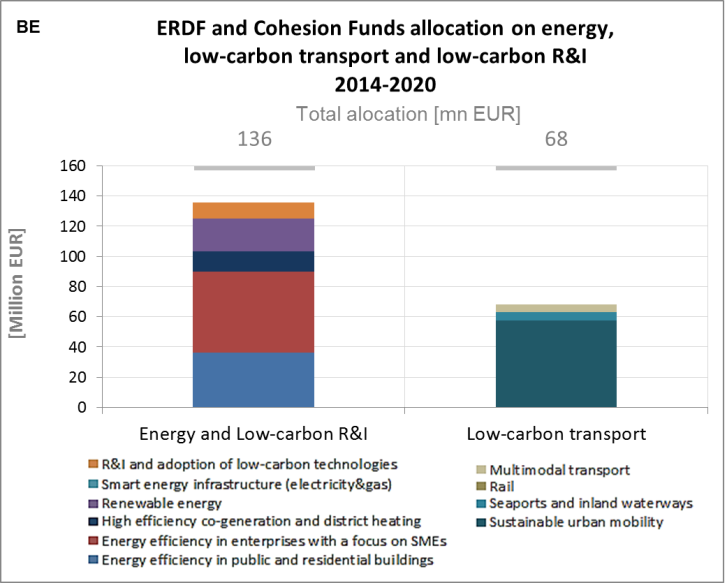 BE
ERDF and Cohesion Funds allocation on energy,
low-carbon transport and low-carbon R&I
2014-2020
Total alocation [mn EUR]
136 68
[Million EUR]
160
140
120
100
80
60
40
20
0
Energy and Low-carbon R&I
Low-carbon transport
R&I and adoption of low-carbon technologies
Smart energy infrastructure (electricity&gas)
Renewable energy
High efficiency co-generation and district heating
Energy efficiency in enterprises with a focus on SMEs
Energy efficiency in public and residential buildings
Multimodal transport
Rail
Seaports and inland waterways
Sustainable urban mobility